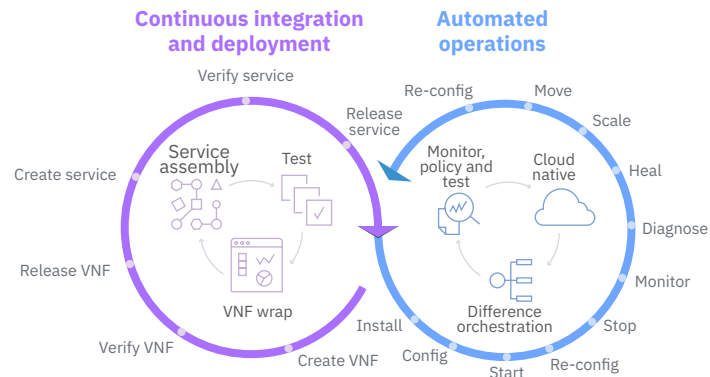 Continuous integration
and deployment
Automated
operations
Verify service
Release
service
Create service
Service
assembly
Test
Release VNF
VNF wrap
Verify VNF
Create VNF
Re-config
Move
Scale
Monitor,
policy and
test
Cloud
native
Heal
Diagnose
Monitor
Difference
orchestration
Install
Stop
Config
Start
Re-config